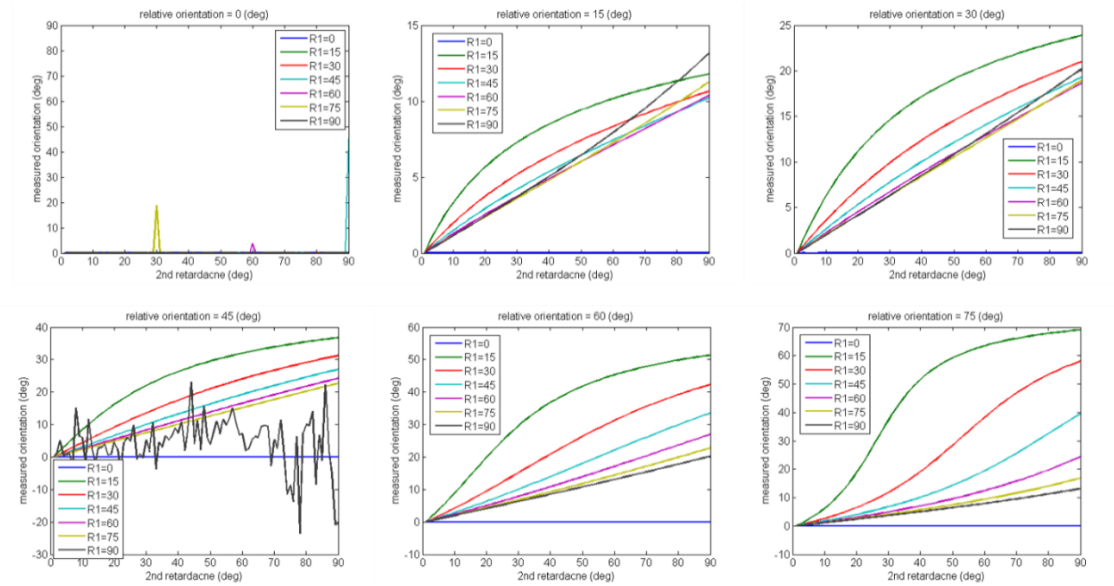 relative orientation = 0 (deg)
measured orientation (deg)
90
80
70
60
50
40
30
20
10
0
R1=0
R1=15
R1=30
R1=45
R1=60
R1=75
R1=90
0 10 20 30 40 50 60 70 80 90
2nd retardacne (deg)
relative orientation = 15 (deg)
measured orientation (deg)
15
10
5
0
R1=0
R1=15
R1=30
R1=45
R1=60
R1=75
R1=90
0 10 20 30 40 50 60 70 80 90
2nd retardacne (deg)
relative orientation = 30 (deg)
measured orientation (deg)
25
20
15
10
5
0
R1=0
R1=15
R1=30
R1=45
R1=60
R1=75
R1=90
0 10 20 30 40 50 60 70 80 90
2nd retardacne (deg)
relative orientation = 45 (deg)
measured orientation (deg)
40
30
20
10
0
-10
-20
-30
R1=0
R1=15
R1=30
R1=45
R1=60
R1=75
R1=90
0 10 20 30 40 50 60 70 80 90
2nd retardacne (deg)
relative orientation = 60 (deg)
measured orientation (deg)
60
50
40
30
20
10
0
-10
R1=0
R1=15
R1=30
R1=45
R1=60
R1=75
R1=90
0 10 20 30 40 50 60 70 80 90
2nd retardacne (deg)
relative orientation = 75 (deg)
measured orientation (deg)
70
60
50
40
30
20
10
0
-10
R1=0
R1=15
R1=30
R1=45
R1=60
R1=75
R1=90
0 10 20 30 40 50 60 70 80 90
2nd retardacne (deg)